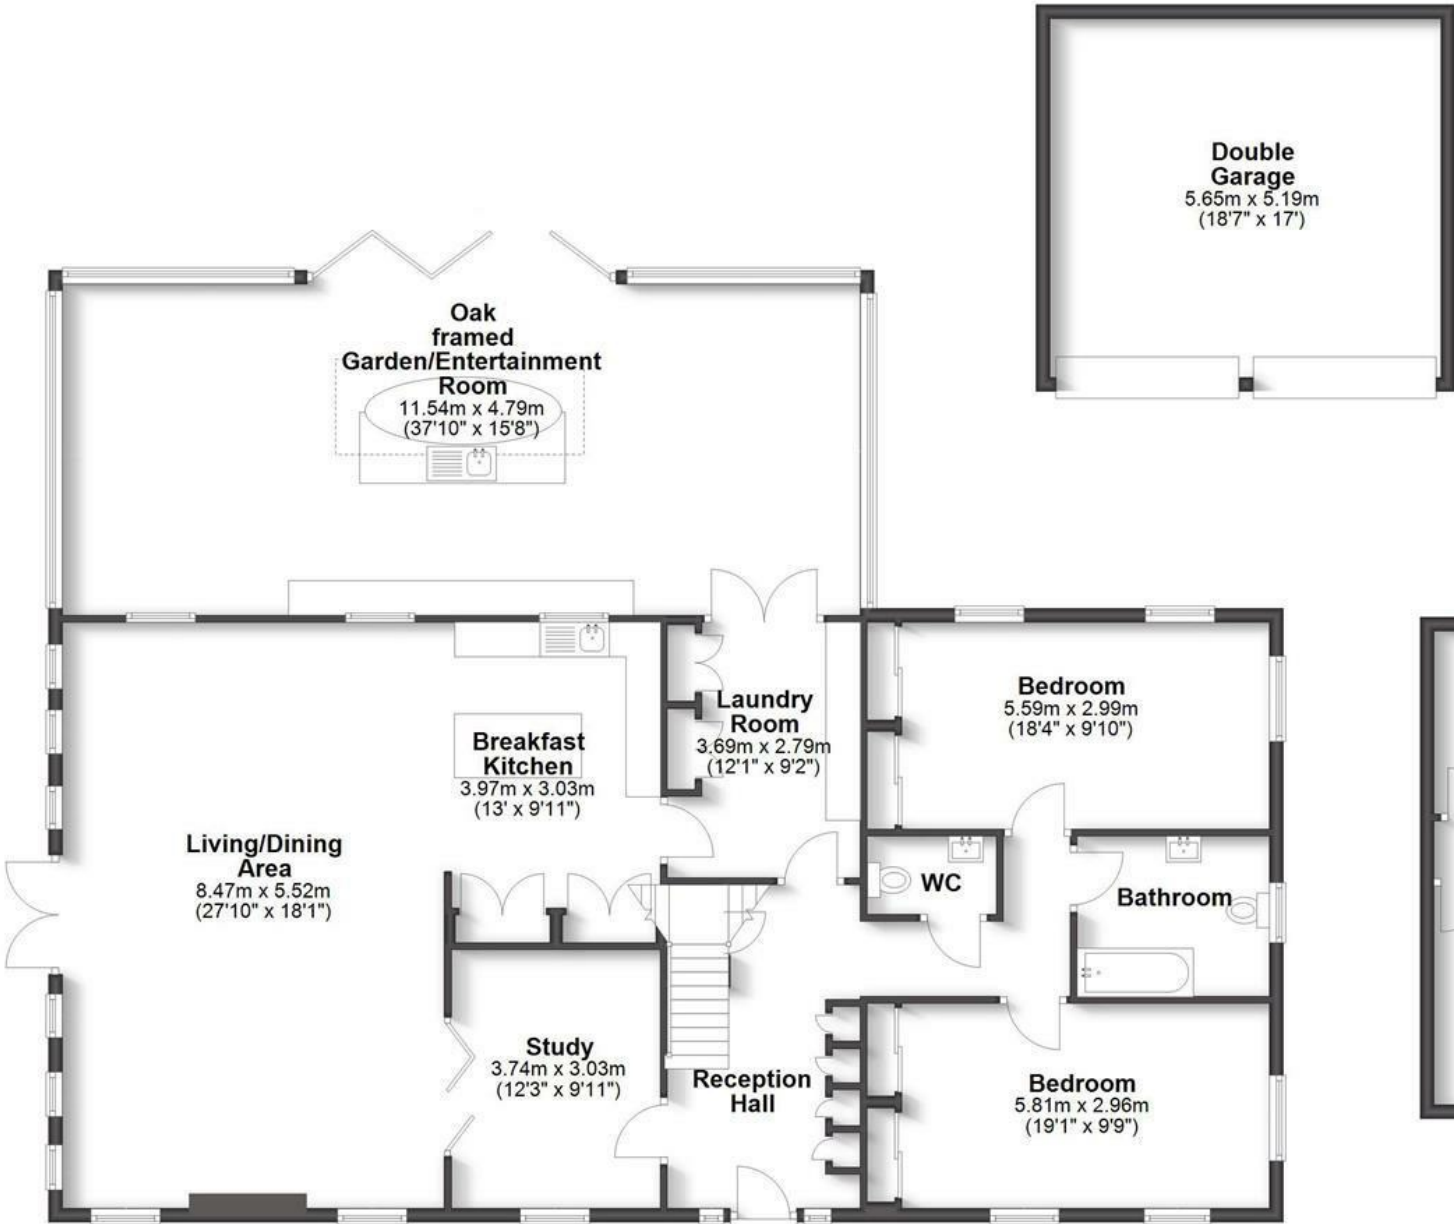 Double
Garage
5.65m x 5.19m
(18'7" x 17')
Oak
framed
Garden/Entertainment
Room
11.54m x 4.79m
(37'10" x 15'8")
Laundry
Room
3.69m x 2.79m
(12'1" x 9'2")
Bedroom
5.59m x 2.99m
(18'4" x 9'10")
Breakfast
Kitchen
3.97m x 3.03m
(13' x 9'11")
Living/Dining
Area
8.47m x 5.52m
(27'10" x 18'1")
WC
Bathroom
Study
3.74m x 3.03m
(12'3" x 9'11")
Reception
Hall
Bedroom
5.81m x 2.96m
(19'1" x 9'9")